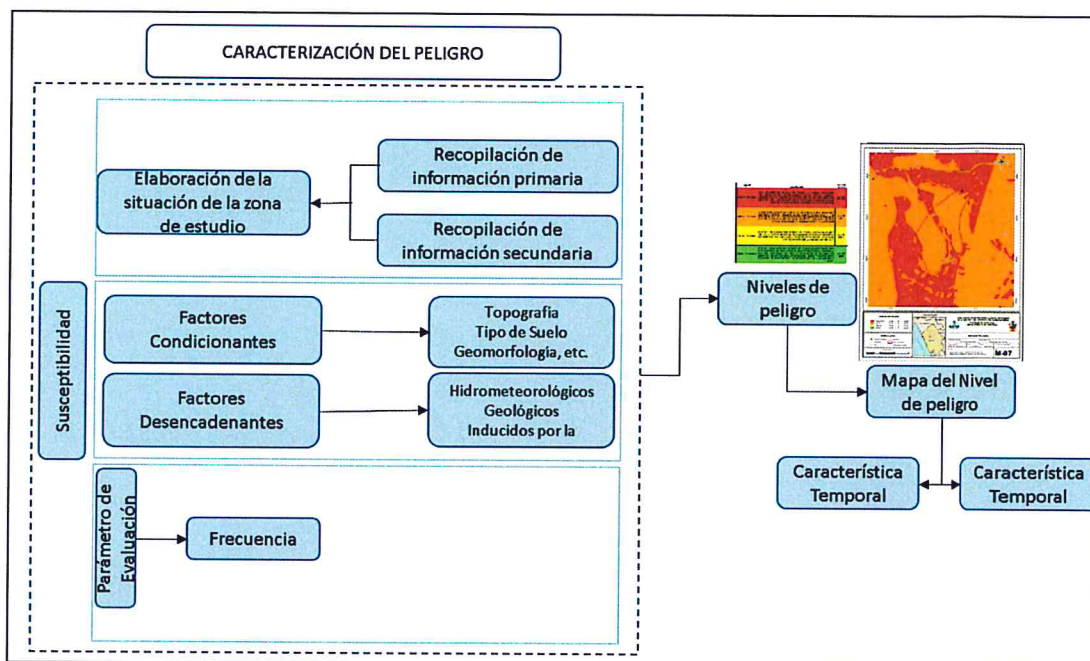 CARACTERIZACIÓN DEL PELIGRO
Elaboración de la
situación de la zona
de estudio
Recopilación de
información primaria
Recopilación de
información secundaria
Susceptibilidad
Factores
Condicionantes
Topografia
Tipo de Suelo
Geomorfología, etc.
Factores
Desencadenantes
Hidrometeorológicos
Geológicos
Inducidos por la
Parámetro de
Evaluación
Frecuencia
Niveles de
peligro
M-07
Mapa del Nivel
de peligro
Característica
Temporal
Característica
Temporal